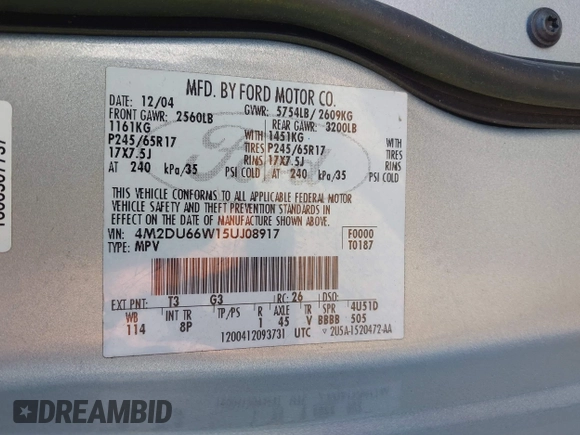 MFD. BY FORD MOTOR CO.
DATE: 12/04 GVWR: 5754LB/2609KG
FRONT GAWR: 2560LB REAR GAWR: 3200LB
1161KG WITH 1451KG WITH
P245/65R17 TIRES P245/65R17 TIRES
17X7.5J RIMS 17X7.5J RIMS
AT 240 kPa/35 PSI COLD AT 240 kPa/35 PSI COLD
THIS VEHICLE CONFORMS TO ALL APPLICABLE FEDERAL MOTOR
VEHICLE SAFETY AND THEFT PREVENTION STANDARDS IN
EFFECT ON THE DATE OF MANUFACTURE SHOWN ABOVE.
VIN: 4M2DU66W15UJ08917 F0000
TYPE: MPV T0187
EXT PNT: T3 G3 RC: 26 DSO:
WB INT TR TP/PS R AXLE TR SPR 4U51D
114 8P 1 45 V BBBB 505
1200412093731 UTC 2U5A-1520472-AA
Ford
DREAMBID